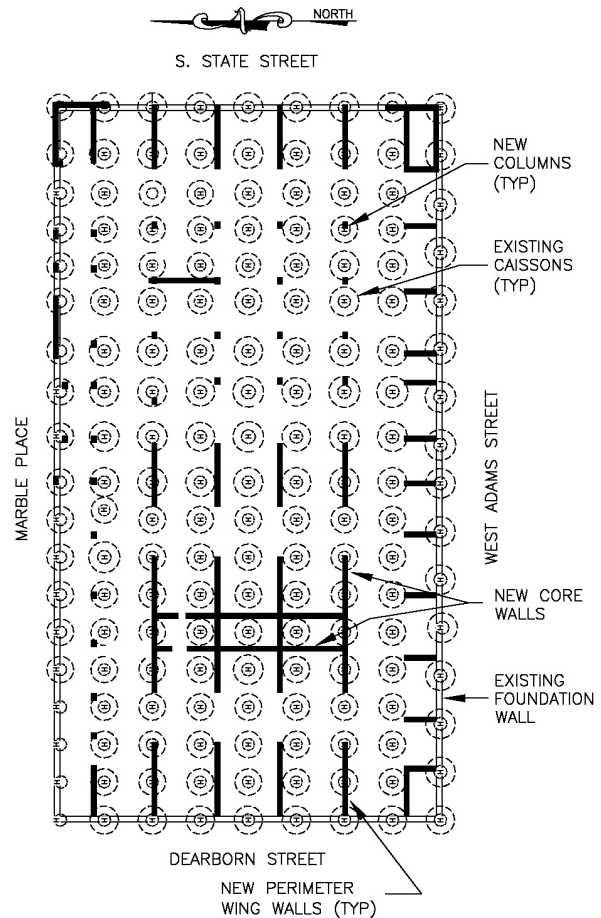 NORTH
S. STATE STREET
NEW
COLUMNS
(TYP)
EXISTING
CAISSONS
(TYP)
MARBLE PLACE
WEST ADAMS STREET
NEW CORE
WALLS
EXISTING
FOUNDATION
WALL
DEARBORN STREET
NEW PERIMETER
WING WALLS (TYP)